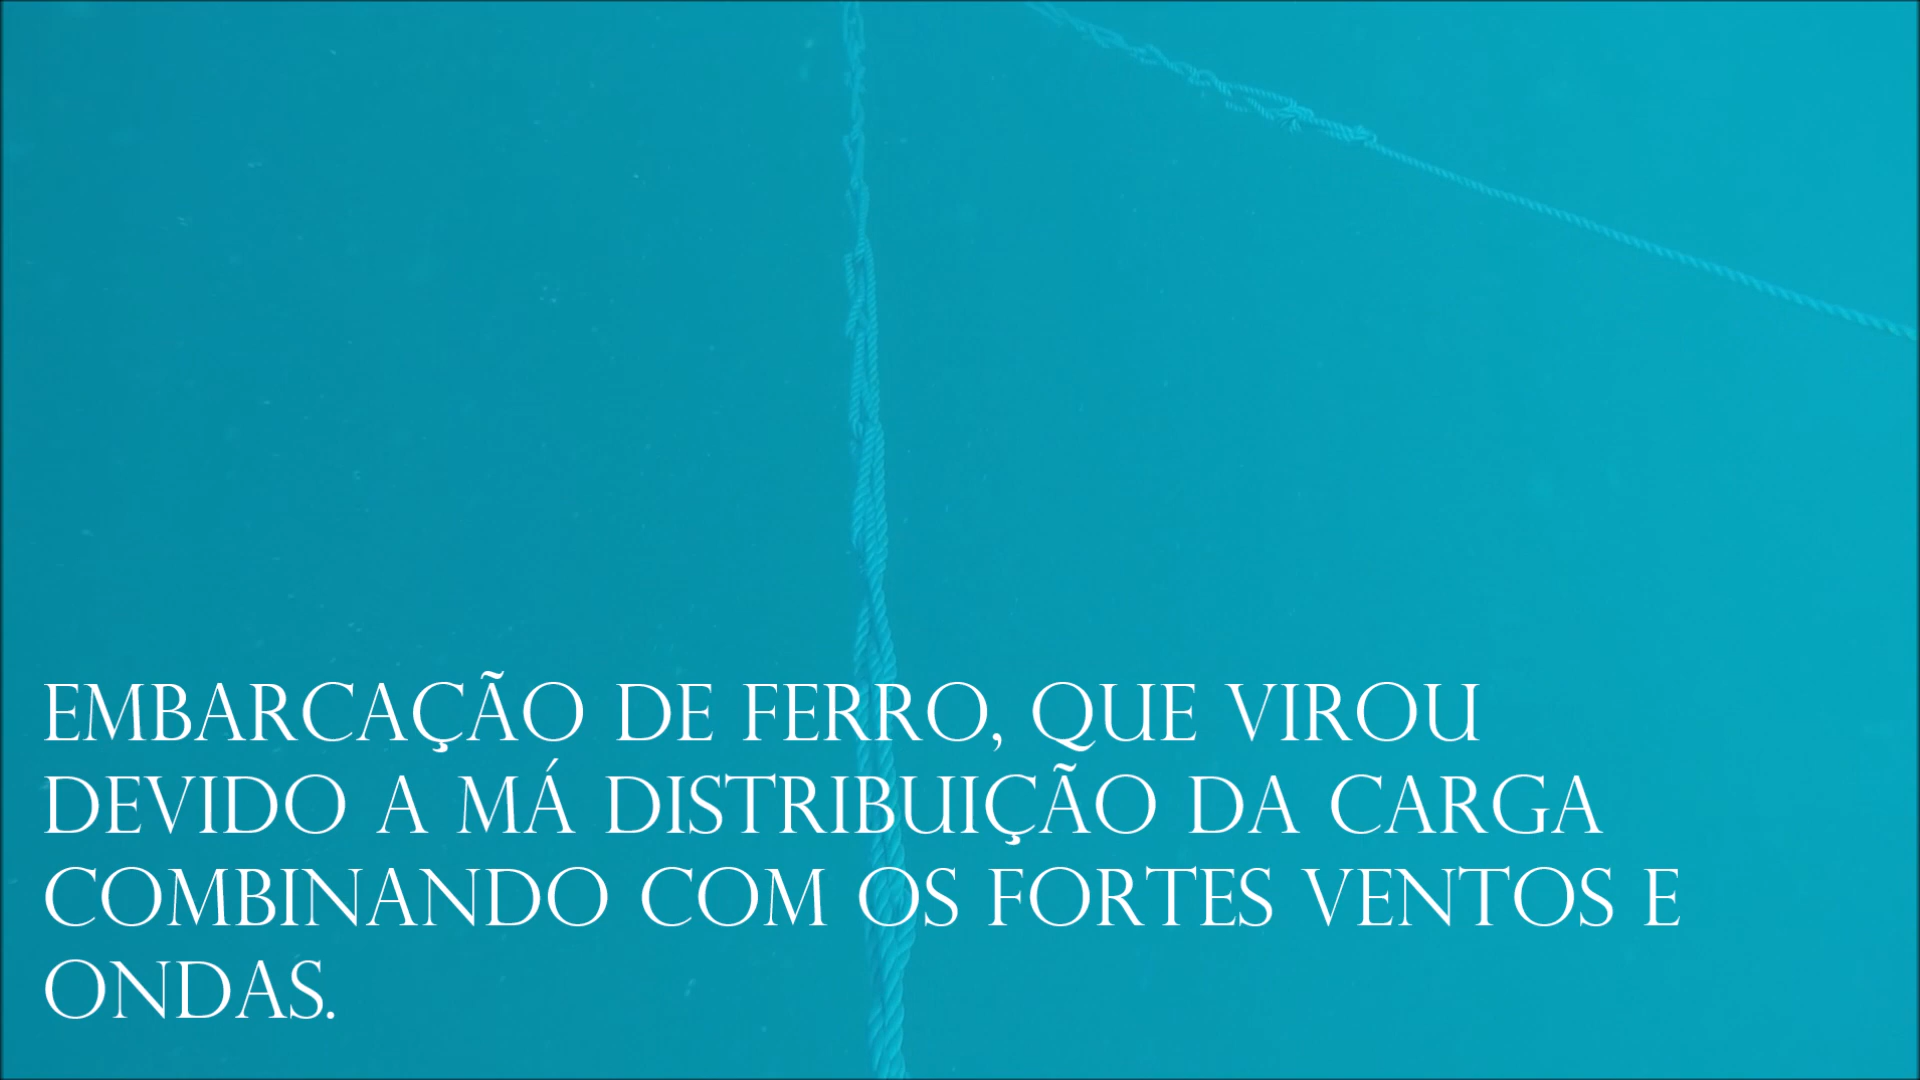 EMBARCAÇÃO DE FERRO, QUE VIROU
DEVIDO A MÁ DISTRIBUIÇÃO DA CARGA
COMBINANDO COM OS FORTES VENTOS E
ONDAS.